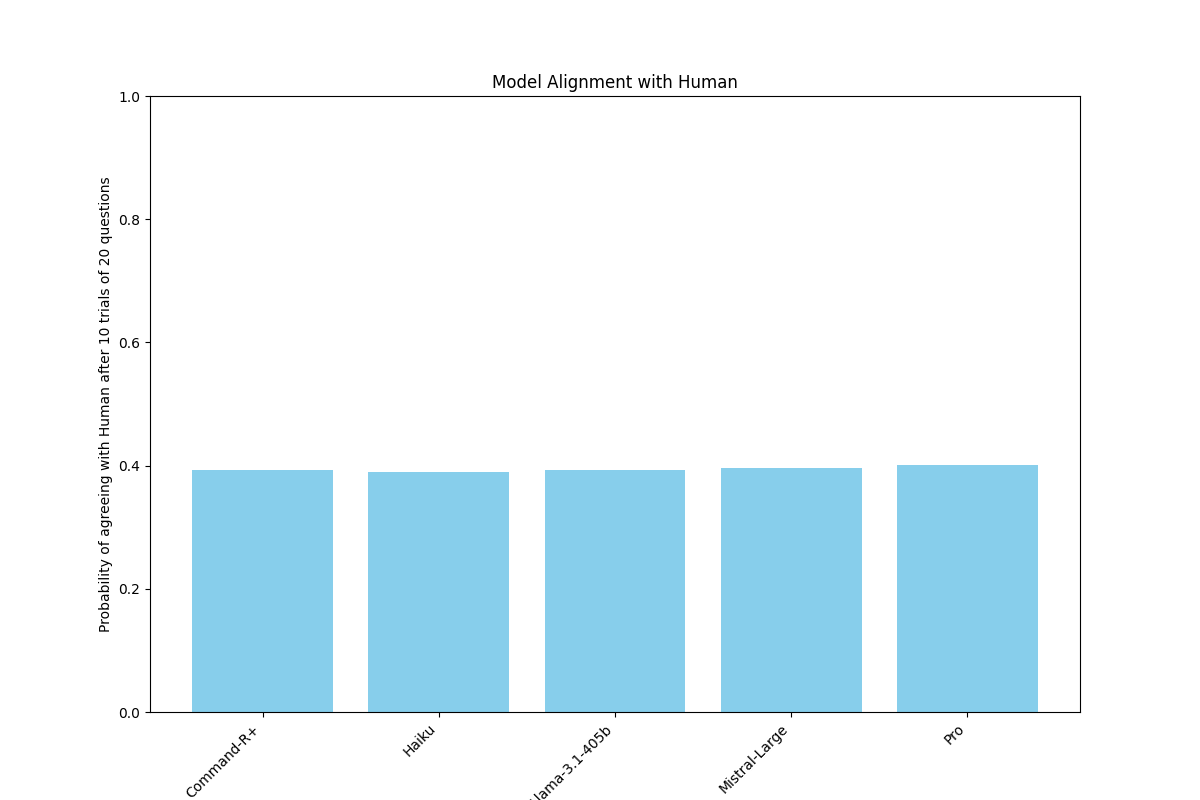 Model Alignment with Human
Probability of agreeing with Human after 10 trials of 20 questions
1.0
0.8
0.6
0.4
0.2
0.0
Command-R+
Haiku
llama-3.1-405b
Mistral-Large
Pro